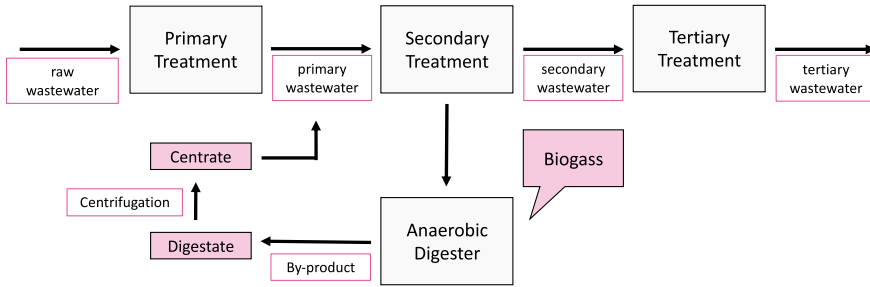 Primary
Treatment
Secondary
Treatment
Tertiary
Treatment
raw
wastewater
primary
wastewater
secondary
wastewater
tertiary
wastewater
Centrate
Biogass
Centrifugation
Anaerobic
Digester
Digestate
By-product